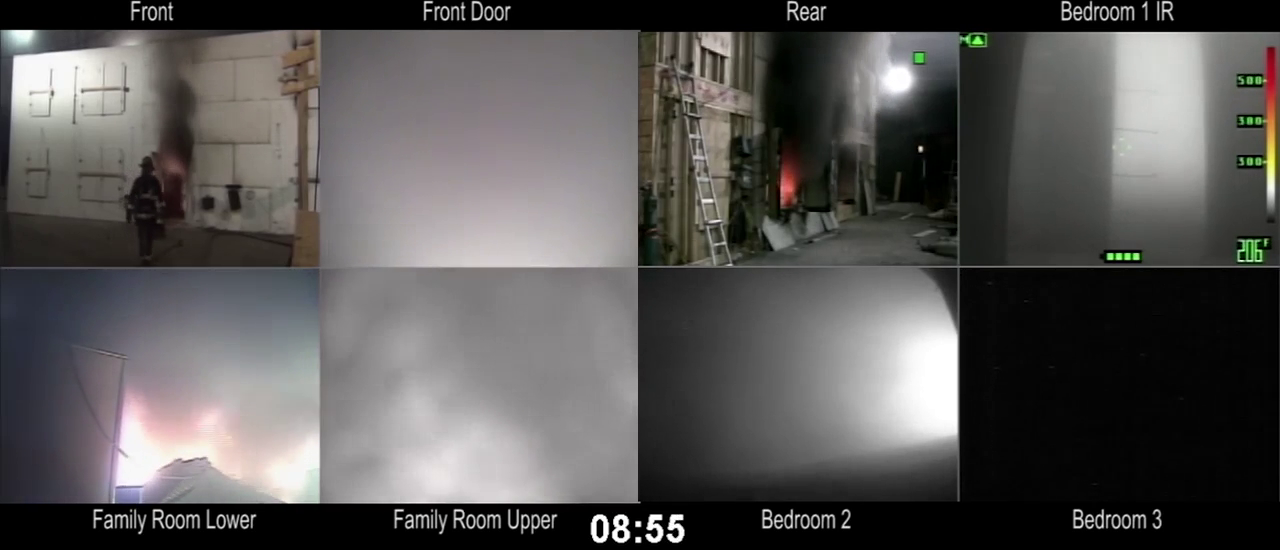 Front
Front Door
Rear
Bedroom 1 IR
500
380
300
206 F
Family Room Lower
Family Room Upper
08:55
Bedroom 2
Bedroom 3